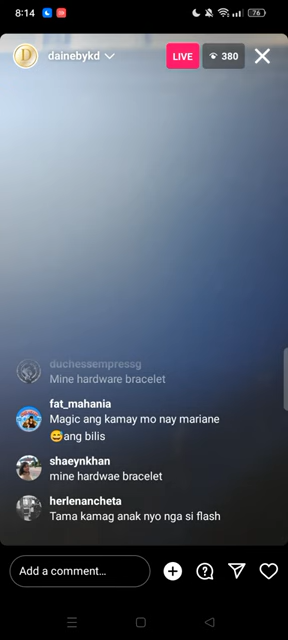 8:14
76
D
dainebykd
LIVE
380
duchessempressg
Mine hardware bracelet
fat_mahania
Magic ang kamay mo nay mariane
😅ang bilis
shaeynkhan
mine hardwae bracelet
herlenancheta
Tama kamag anak nyo nga si flash
Add a comment...